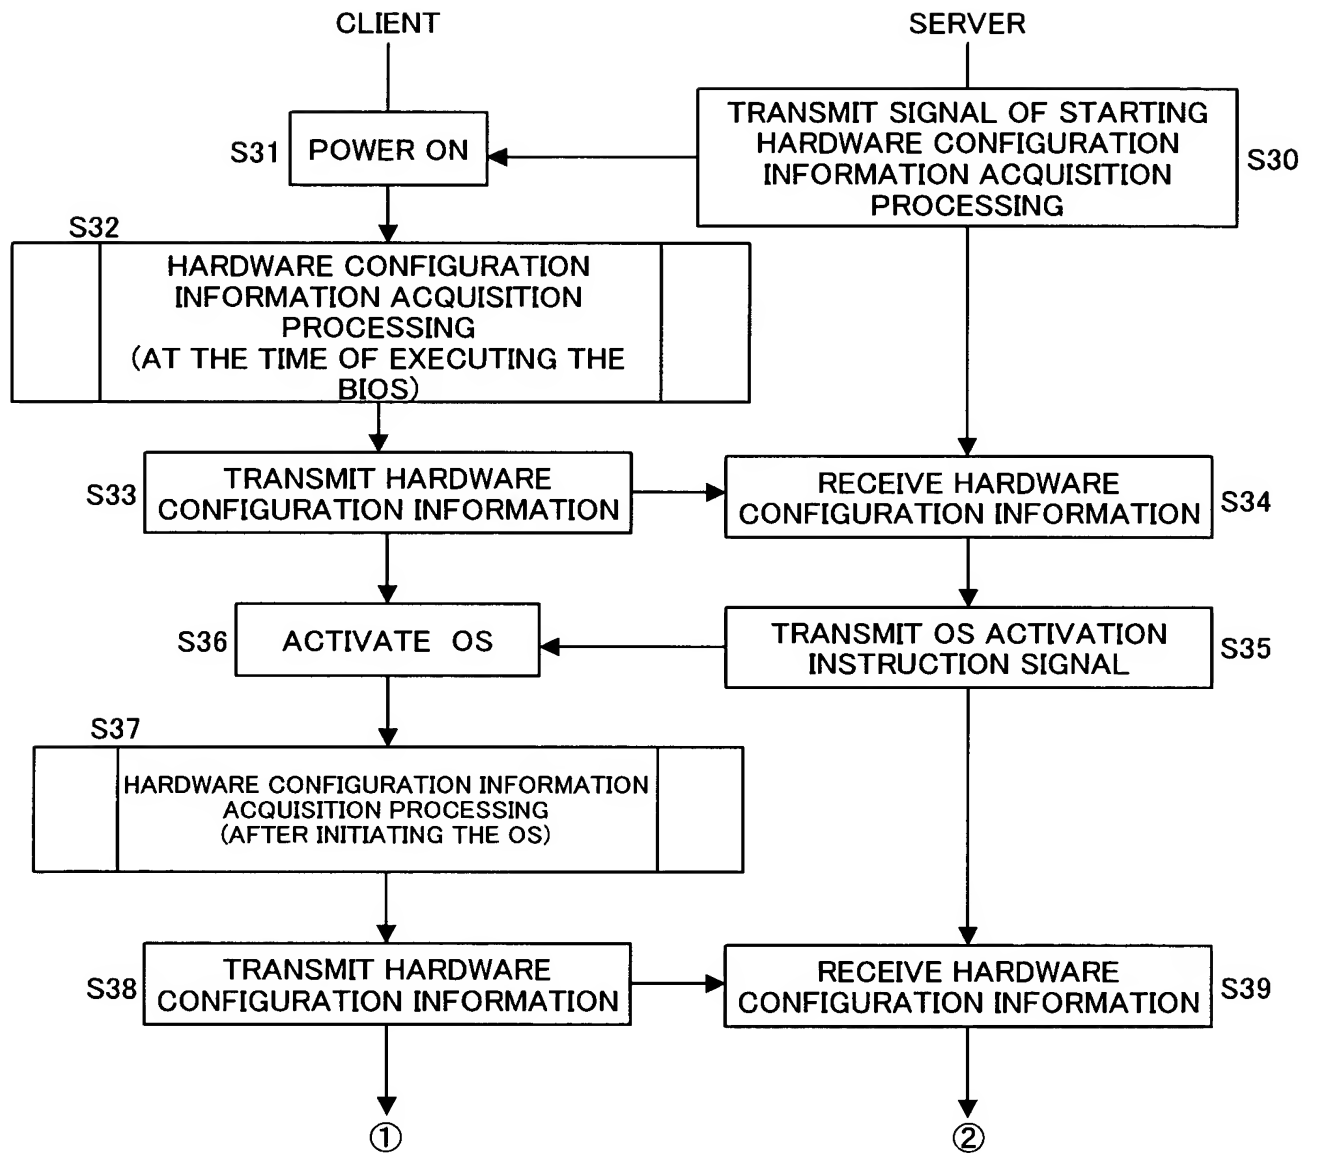 CLIENT
SERVER
TRANSMIT SIGNAL OF STARTING
HARDWARE CONFIGURATION
INFORMATION ACQUISITION
PROCESSING
S30
S31
POWER ON
S32
HARDWARE CONFIGURATION
INFORMATION ACQUISITION
PROCESSING
(AT THE TIME OF EXECUTING THE
BIOS)
S33
TRANSMIT HARDWARE
CONFIGURATION INFORMATION
RECEIVE HARDWARE
CONFIGURATION INFORMATION
S34
S36
ACTIVATE OS
TRANSMIT OS ACTIVATION
INSTRUCTION SIGNAL
S35
S37
HARDWARE CONFIGURATION INFORMATION
ACQUISITION PROCESSING
(AFTER INITIATING THE OS)
S38
TRANSMIT HARDWARE
CONFIGURATION INFORMATION
RECEIVE HARDWARE
CONFIGURATION INFORMATION
S39
①
②